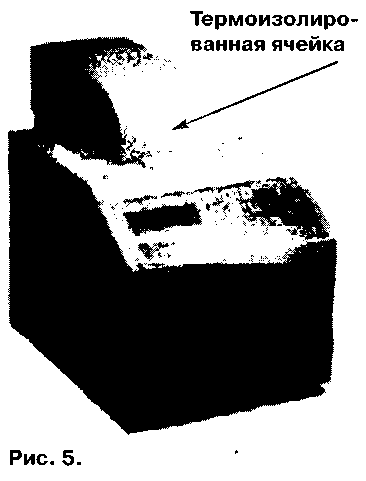 Термоизолиро-
ванная ячейка
Рис. 5.